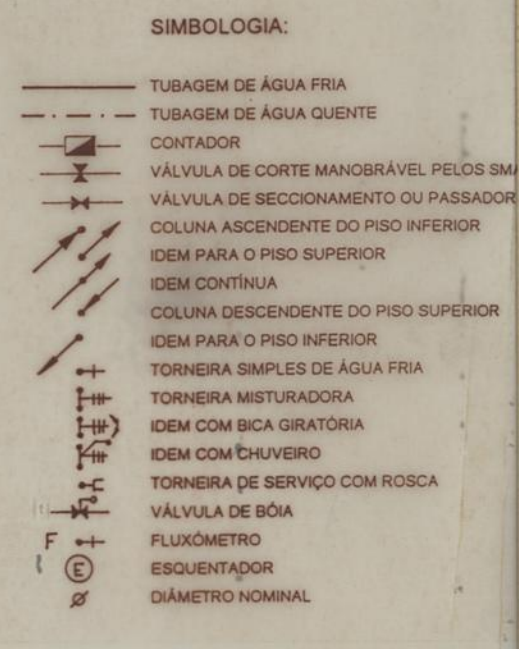 SIMBOLOGIA:
TUBAGEM DE ÁGUA FRIA
TUBAGEM DE ÁGUA QUENTE
CONTADOR
VÁLVULA DE CORTE MANOBRÁVEL PELOS SMA
VÁLVULA DE SECCIONAMENTO OU PASSADOR
COLUNA ASCENDENTE DO PISO INFERIOR
IDEM PARA O PISO SUPERIOR
IDEM CONTÍNUA
COLUNA DESCENDENTE DO PISO SUPERIOR
IDEM PARA O PISO INFERIOR
TORNEIRA SIMPLES DE ÁGUA FRIA
TORNEIRA MISTURADORA
IDEM COM BICA GIRATÓRIA
IDEM COM CHUVEIRO
TORNEIRA DE SERVIÇO COM ROSCA
VÁLVULA DE BÓIA
F FLUXÓMETRO
E ESQUENTADOR
Ø DIÂMETRO NOMINAL